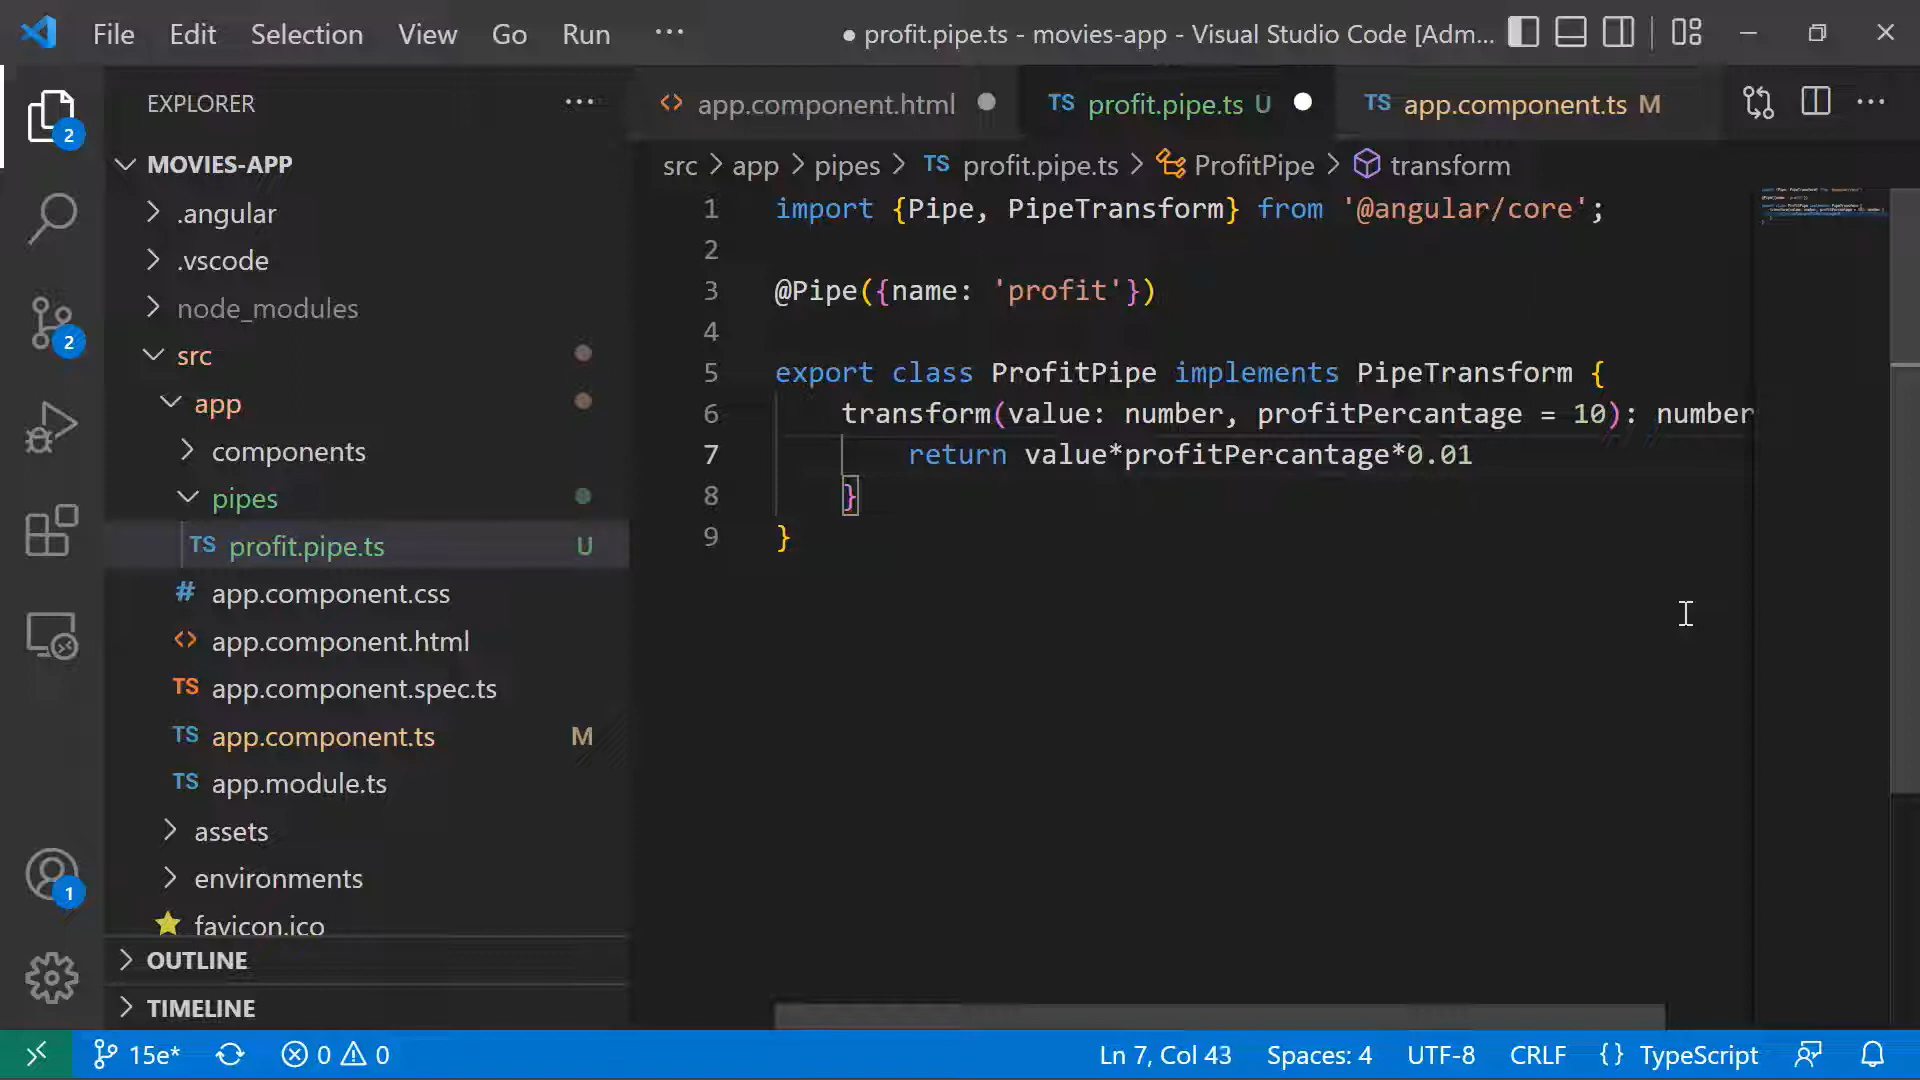 File Edit Selection View Go Run ···
● profit.pipe.ts - movies-app - Visual Studio Code [Adm...
EXPLORER
MOVIES-APP
.angular
.vscode
node_modules
src
app
components
pipes
TS profit.pipe.ts U
# app.component.css
<> app.component.html
TS app.component.spec.ts
TS app.component.ts M
TS app.module.ts
assets
environments
favicon.ico
OUTLINE
TIMELINE
2
2
1
<> app.component.html TS profit.pipe.ts U TS app.component.ts M
src > app > pipes > TS profit.pipe.ts > ProfitPipe > transform
1 import {Pipe, PipeTransform} from '@angular/core';
2
3 @Pipe({name: 'profit'})
4
5 export class ProfitPipe implements PipeTransform {
6 transform(value: number, profitPercantage = 10): number
7 return value*profitPercantage*0.01
8 }
9 }
15e* 0 0 Ln 7, Col 43 Spaces: 4 UTF-8 CRLF {} TypeScript